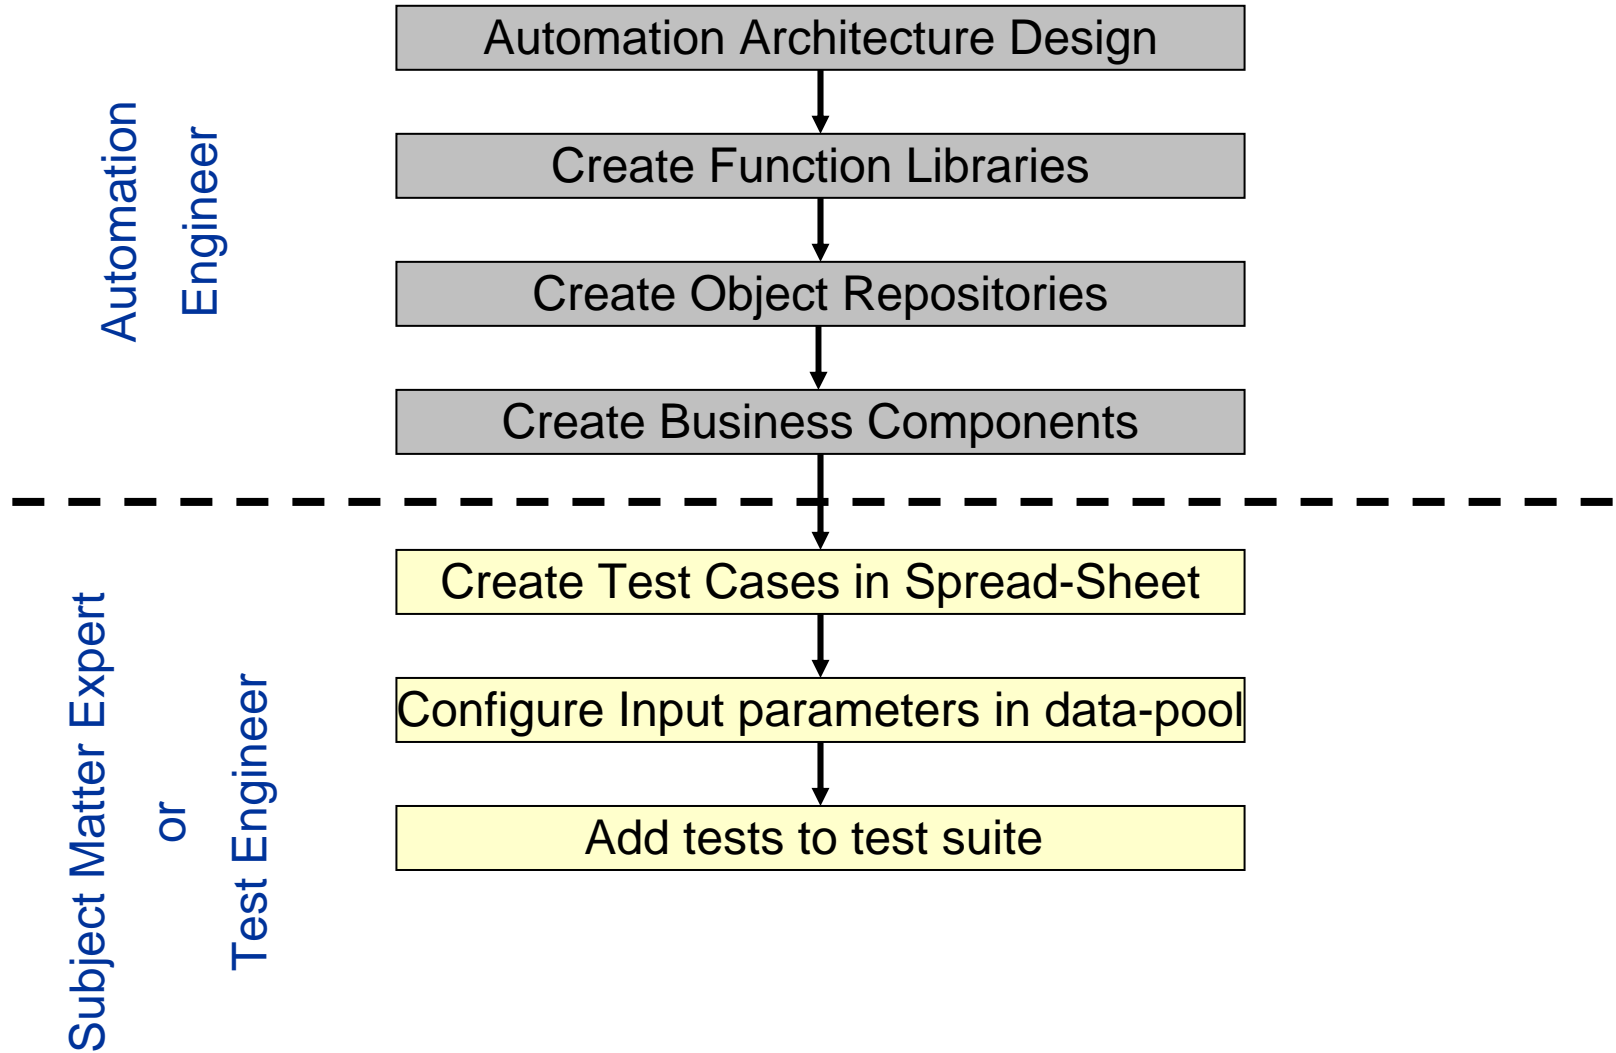 Automation Architecture Design
Automation
Engineer
Create Function Libraries
Create Object Repositories
Create Business Components
Create Test Cases in Spread-Sheet
Subject Matter Expert
or
Test Engineer
Configure Input parameters in data-pool
Add tests to test suite